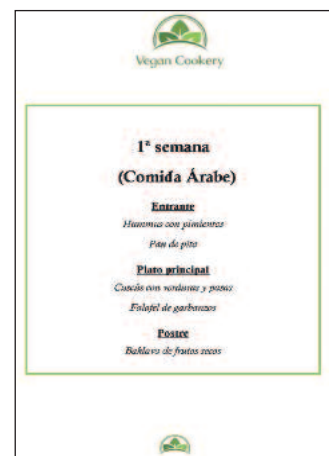 Vegan Cookery
1ª semana
(Comida Árabe)
Entrante
Hummus con pimientos
Pan de pita
Plato principal
Cuscús con verduras y pasas
Falafel de garbanzos
Postre
Baklava de frutos secos